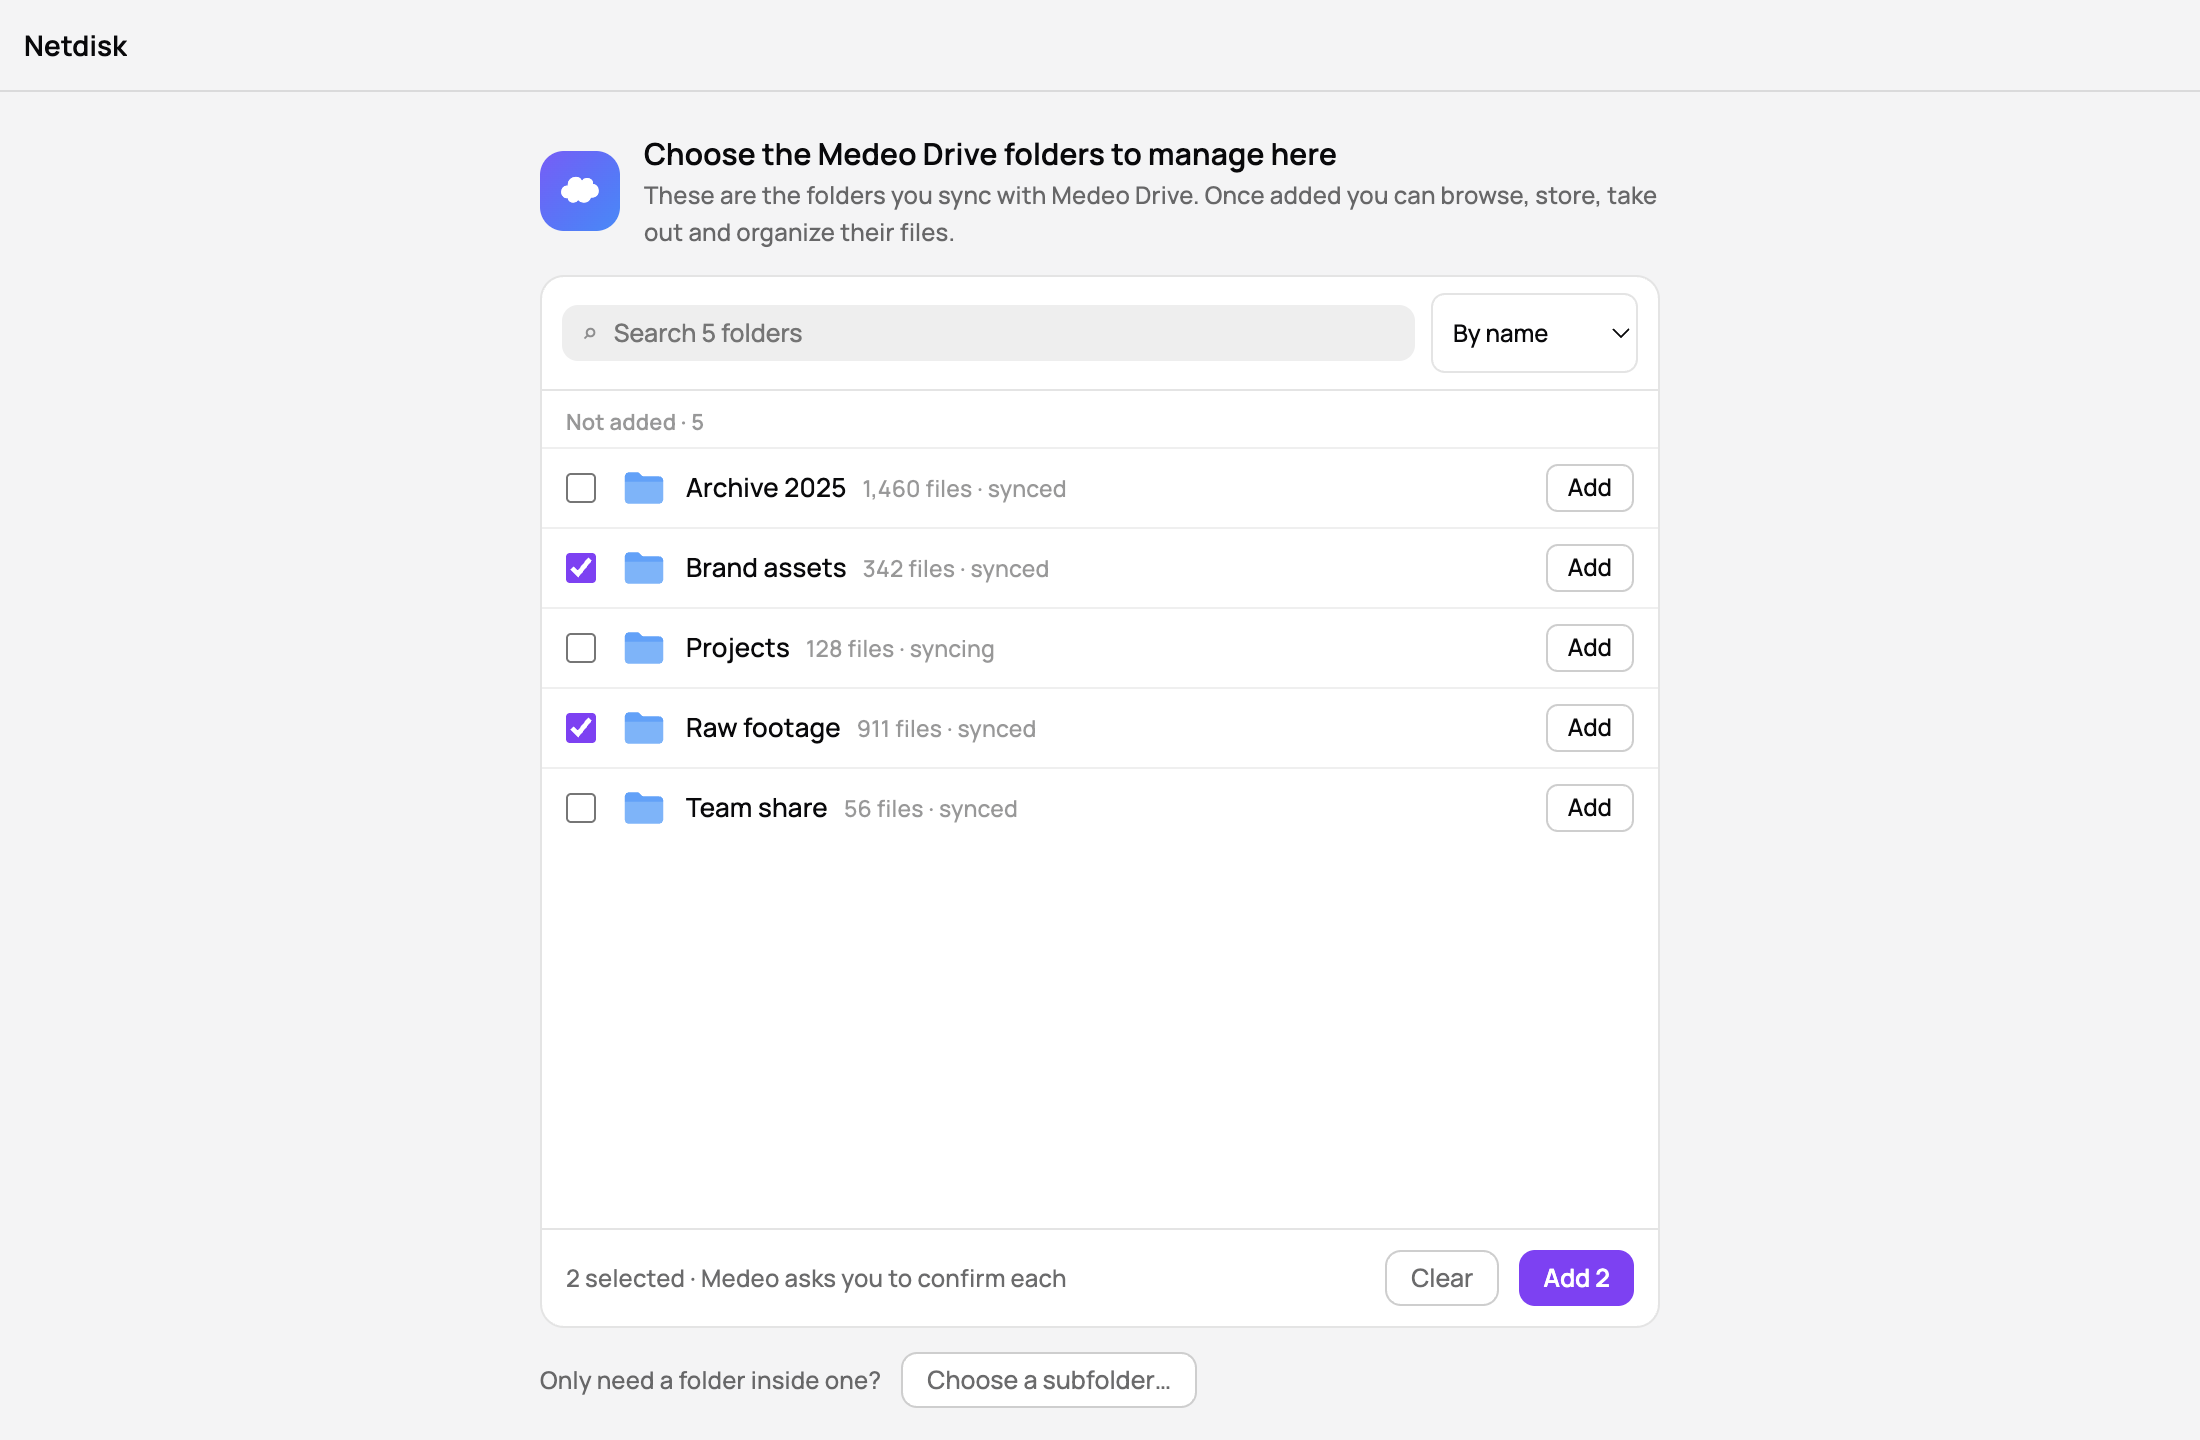 Netdisk
Choose the Medeo Drive folders to manage here
These are the folders you sync with Medeo Drive. Once added you can browse, store, take
out and organize their files.
Search 5 folders
By name
Not added · 5
Archive 2025 1,460 files · synced Add
Brand assets 342 files · synced Add
Projects 128 files · syncing Add
Raw footage 911 files · synced Add
Team share 56 files · synced Add
2 selected · Medeo asks you to confirm each Clear Add 2
Only need a folder inside one? Choose a subfolder…